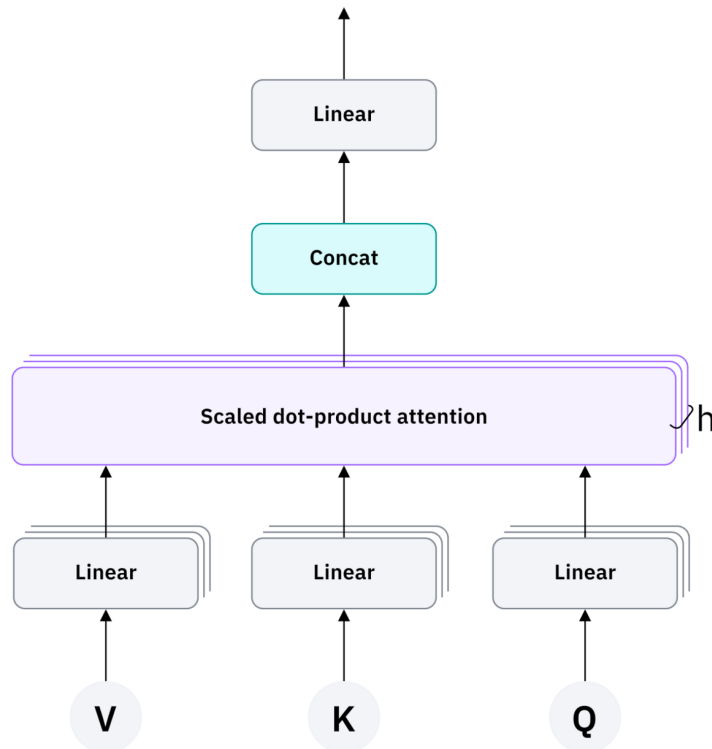 Linear
Concat
Scaled dot-product attention
h
Linear Linear Linear
V K Q